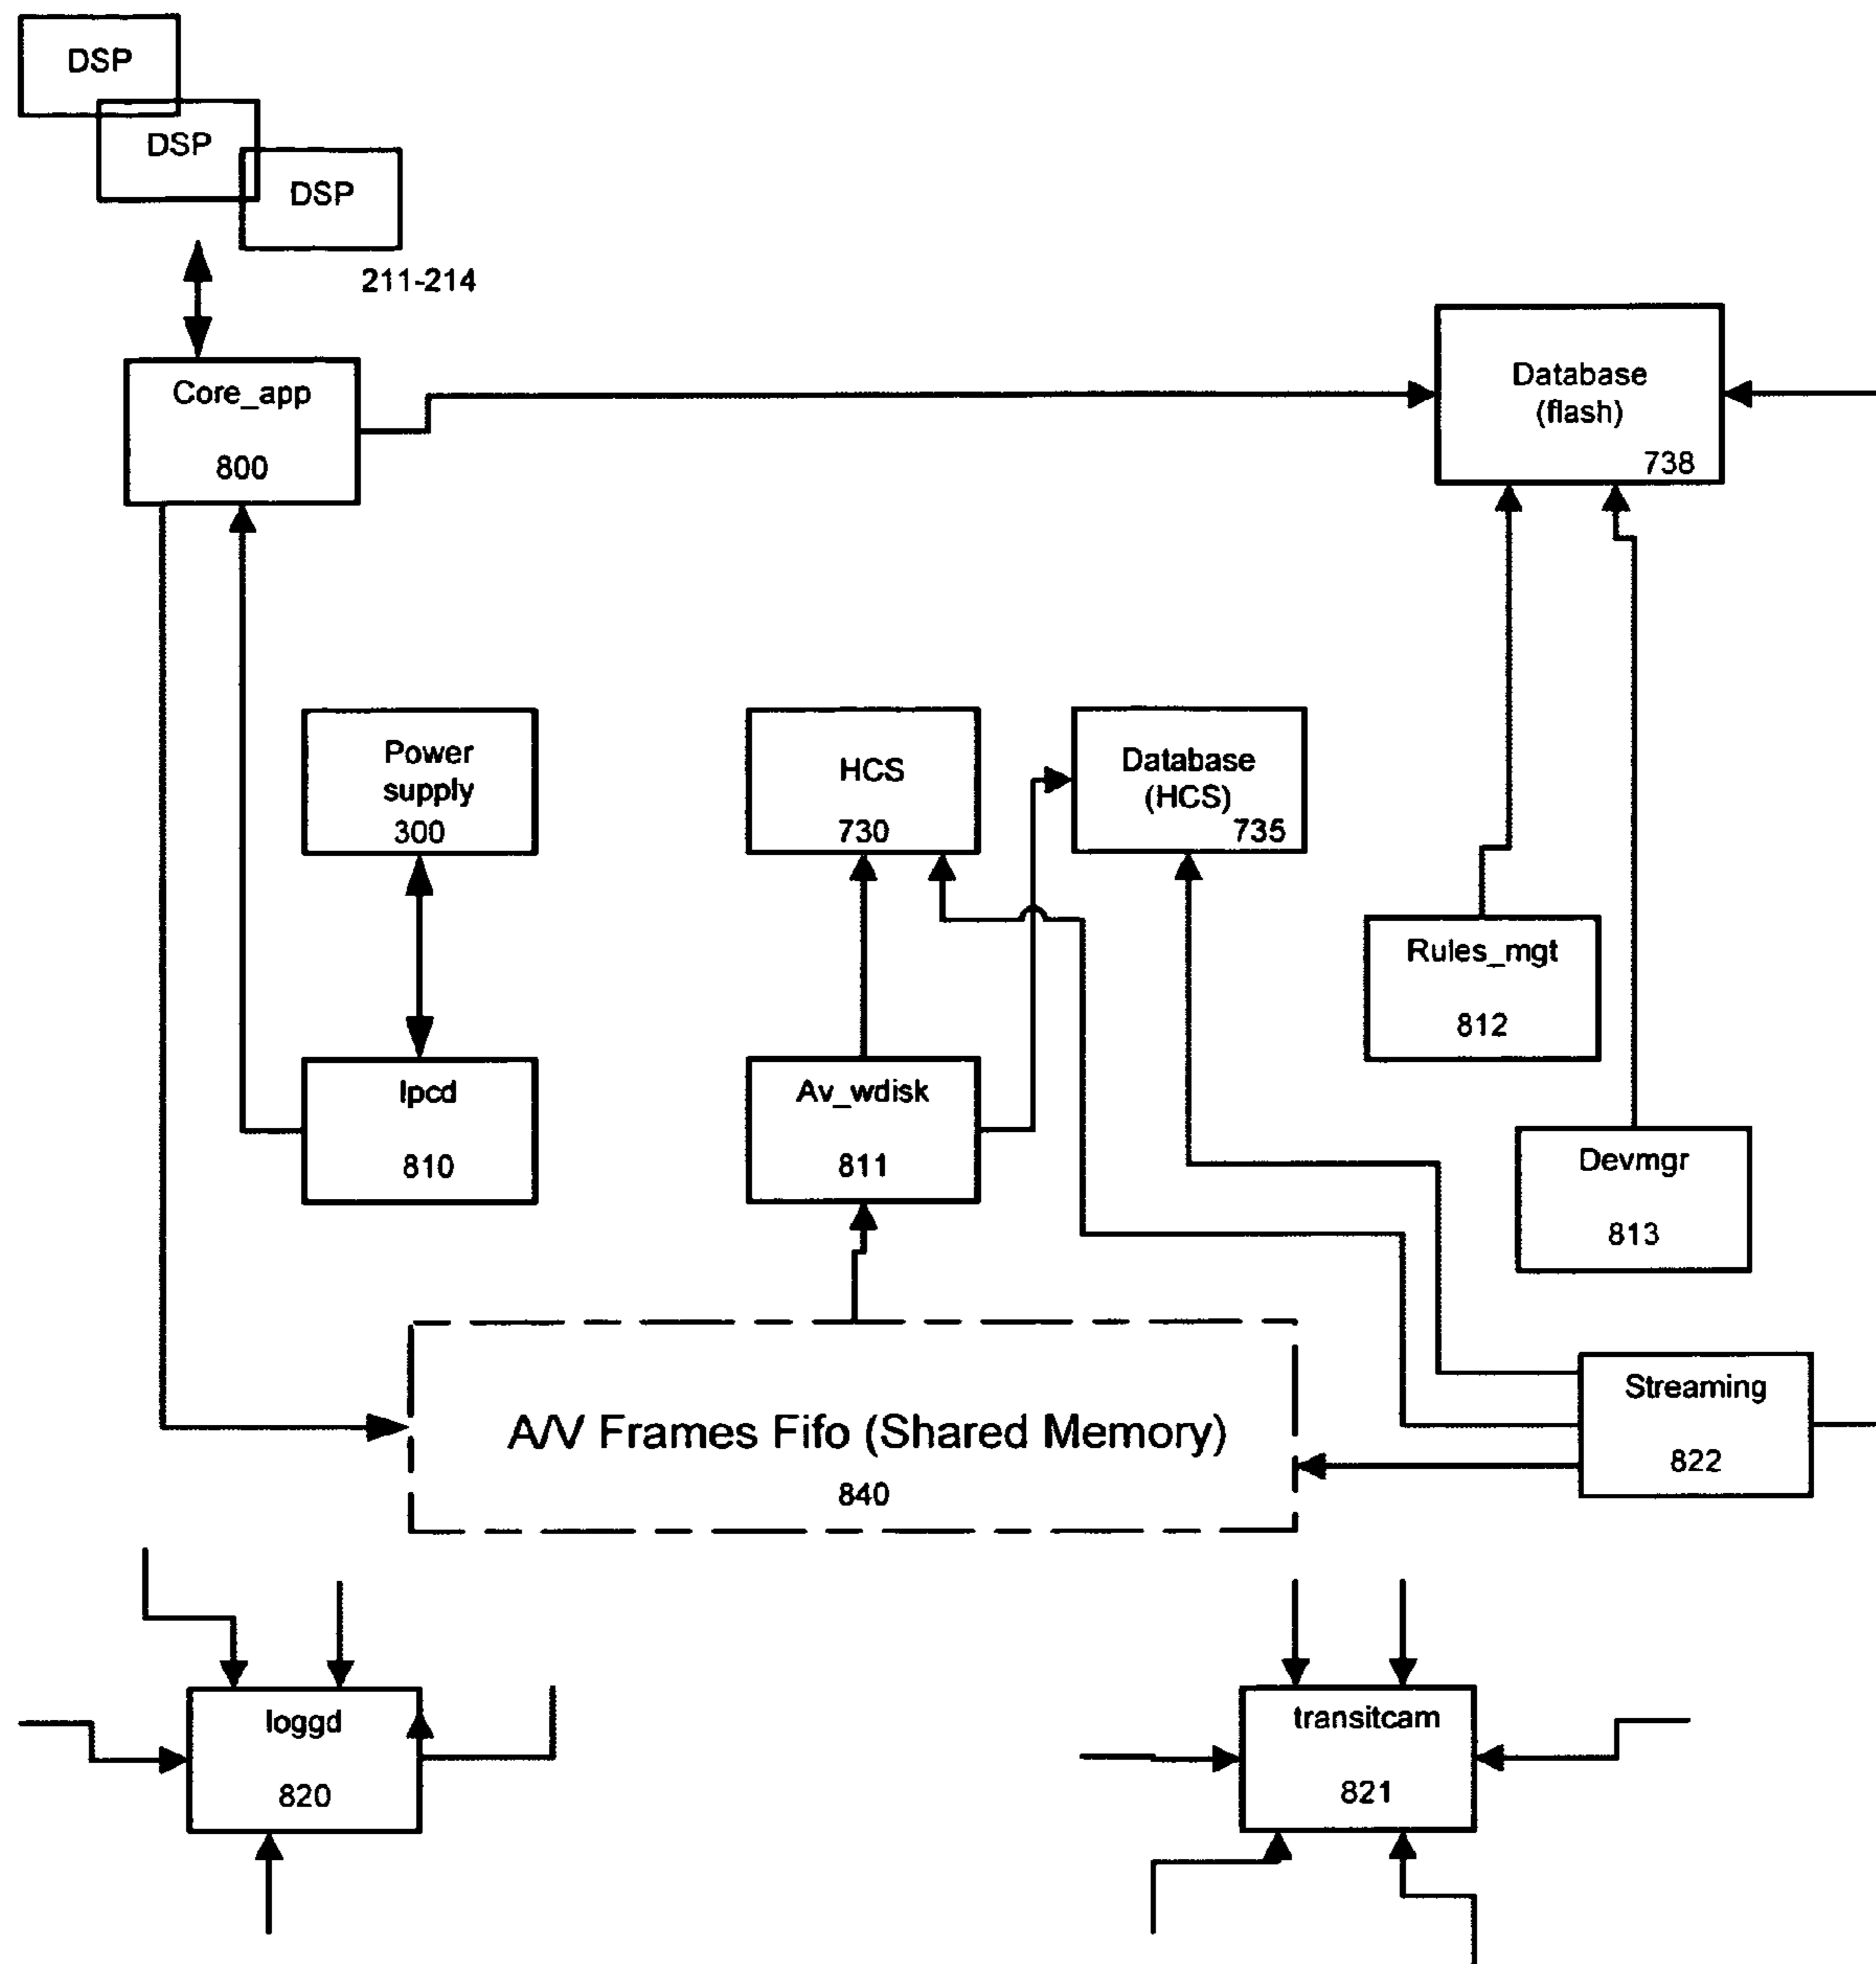 DSP
DSP
DSP
211-214
Core_app
800
Database
(flash)
738
Power
supply
300
HCS
730
Database
(HCS)
735
Rules_mgt
812
Ipcd
810
Av_wdisk
811
Devmgr
813
A/V Frames Fifo (Shared Memory)
840
Streaming
822
loggd
820
transitcam
821